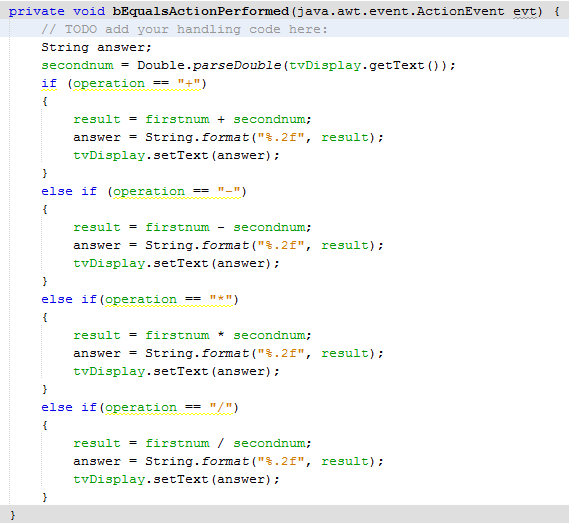 private void bEqualsActionPerformed(java.awt.event.ActionEvent evt) {
    // TODO add your handling code here:
    String answer;
    secondnum = Double.parseDouble(tvDisplay.getText());
    if (operation == "+")
    {
        result = firstnum + secondnum;
        answer = String.format("%.2f", result);
        tvDisplay.setText(answer);
    }
    else if (operation == "-")
    {
        result = firstnum - secondnum;
        answer = String.format("%.2f", result);
        tvDisplay.setText(answer);
    }
    else if(operation == "*")
    {
        result = firstnum * secondnum;
        answer = String.format("%.2f", result);
        tvDisplay.setText(answer);
    }
    else if(operation == "/")
    {
        result = firstnum / secondnum;
        answer = String.format("%.2f", result);
        tvDisplay.setText(answer);
    }
}